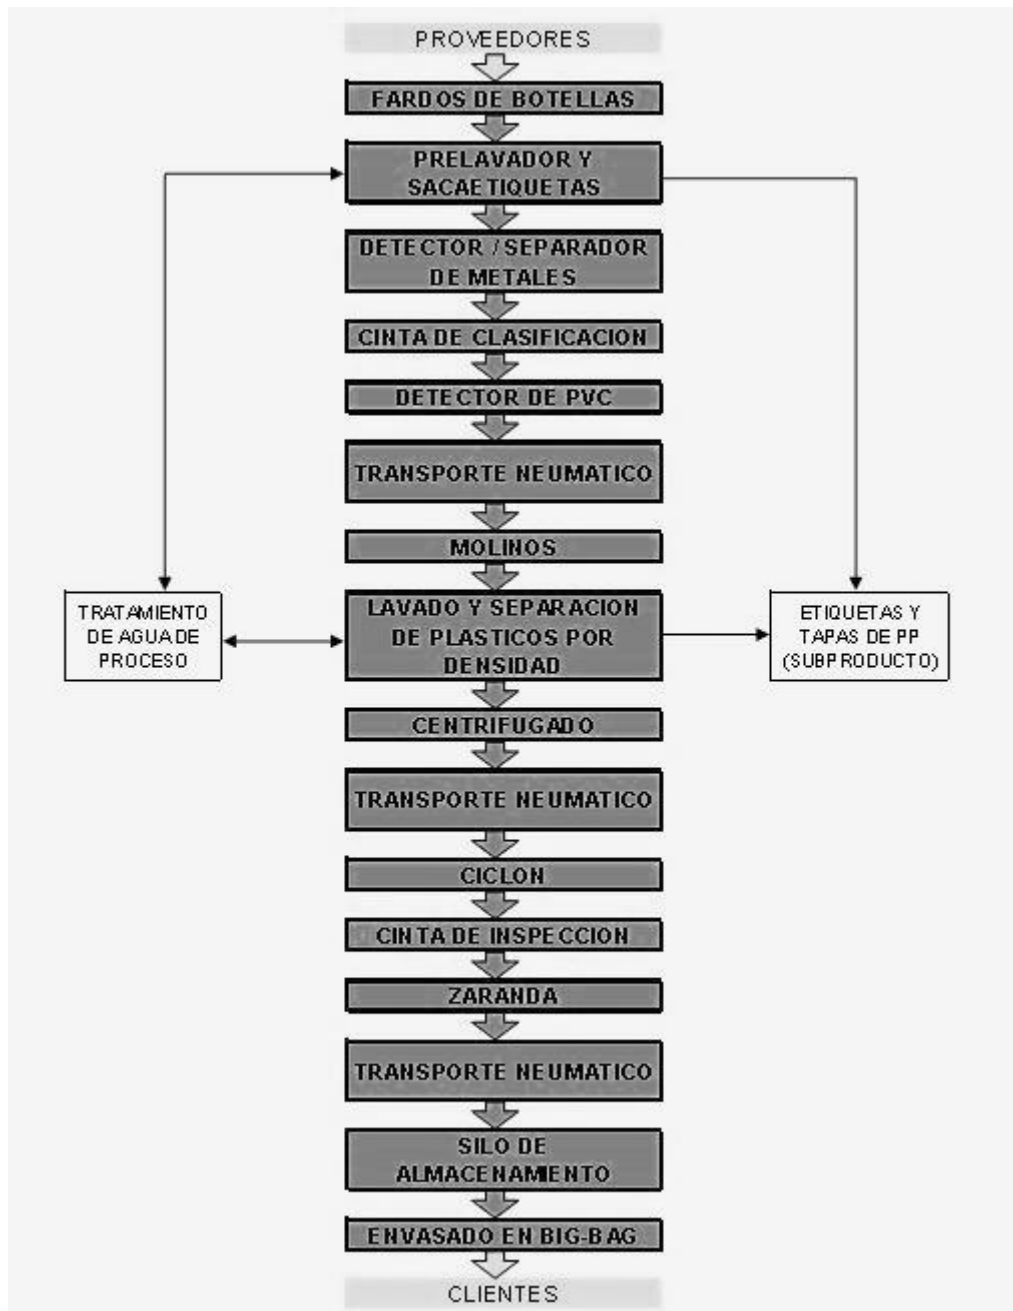 PROVEEDORES
FARDOS DE BOTELLAS
PRELAVADOR Y
SACAETIQUETAS
DETECTOR / SEPARADOR
DE METALES
CINTA DE CLASIFICACION
DETECTOR DE PVC
TRANSPORTE NEUMATICO
MOLINOS
TRATAMIENTO
DE AGUA DE
PROCESO
LAVADO Y SEPARACION
DE PLASTICOS POR
DENSIDAD
ETIQUETAS Y
TAPAS DE PP
(SUBPRODUCTO)
CENTRIFUGADO
TRANSPORTE NEUMATICO
CICLON
CINTA DE INSPECCION
ZARANDA
TRANSPORTE NEUMATICO
SILO DE
ALMACENAMIENTO
ENVASADO EN BIG-BAG
CLIENTES